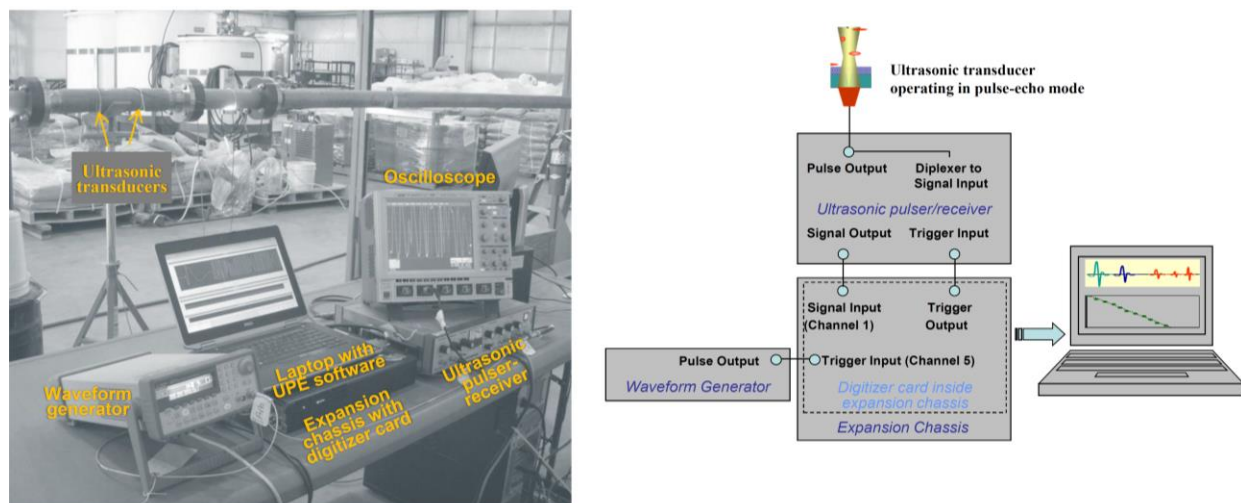 Ultrasonic
transducers
Oscilloscope
Waveform
generator
Laptop with
UPE software
Expansion
chassis with
digitizer card
Ultrasonic
pulser-
receiver
Ultrasonic transducer
operating in pulse-echo mode
Pulse Output
Diplexer to
Signal Input
Ultrasonic pulser/receiver
Signal Output
Trigger Input
Signal Input
(Channel 1)
Trigger
Output
Pulse Output
Trigger Input (Channel 5)
Waveform Generator
Digitizer card inside
expansion chassis
Expansion Chassis